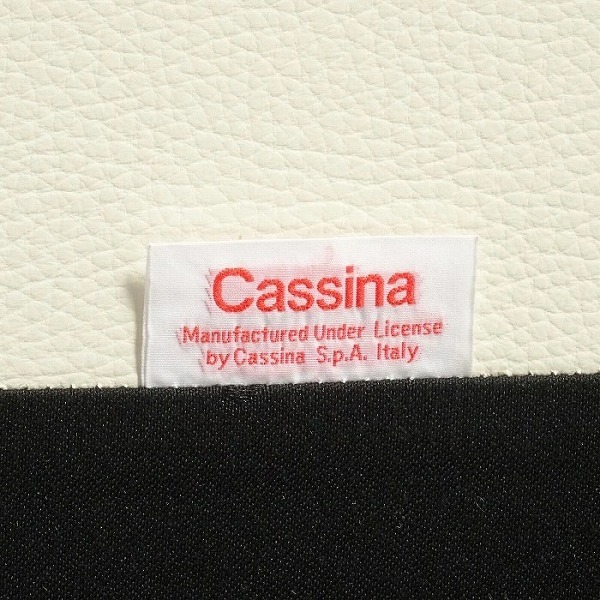 Cassina
Manufactured Under License
by Cassina S.p.A. Italy